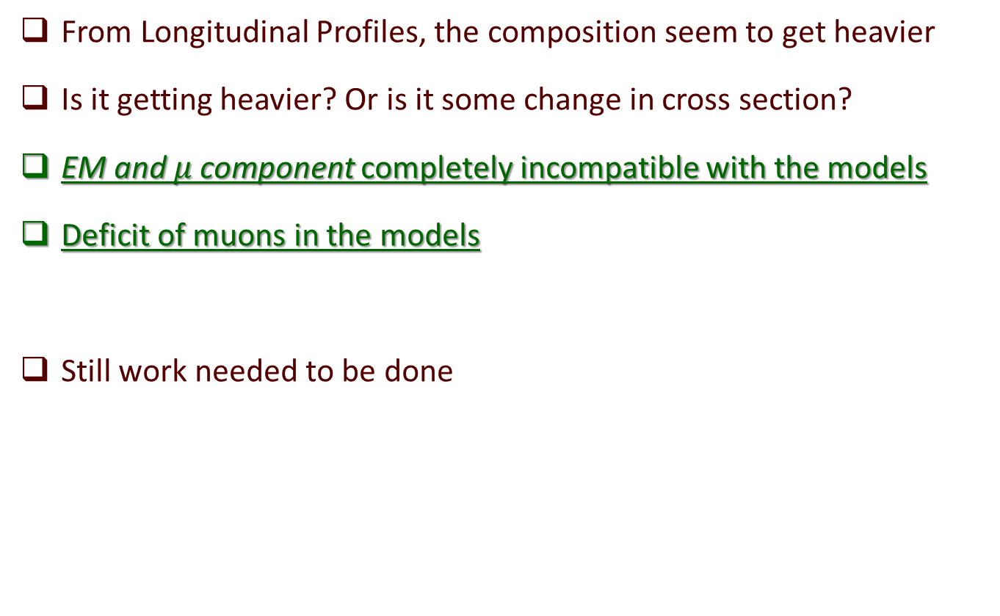 ❑ From Longitudinal Profiles, the composition seem to get heavier
❑ Is it getting heavier? Or is it some change in cross section?
❑ EM and μ component completely incompatible with the models
❑ Deficit of muons in the models
❑ Still work needed to be done